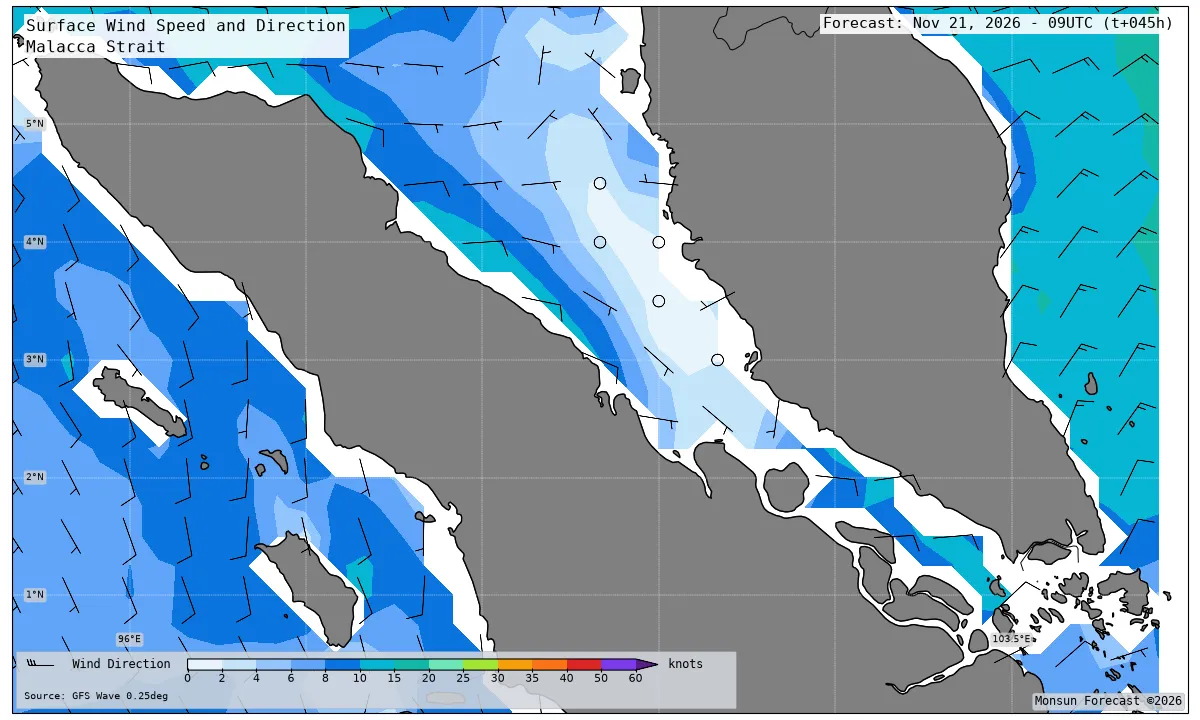 Surface Wind Speed and Direction
Malacca Strait
Forecast: Nov 21, 2026 - 09UTC (t+045h)
5°N
4°N
3°N
2°N
1°N
96°E
103.5°E
Wind Direction
0 2 4 6 8 10 15 20 25 30 35 40 50 60
knots
Source: GFS Wave 0.25deg
Monsun Forecast ©2026